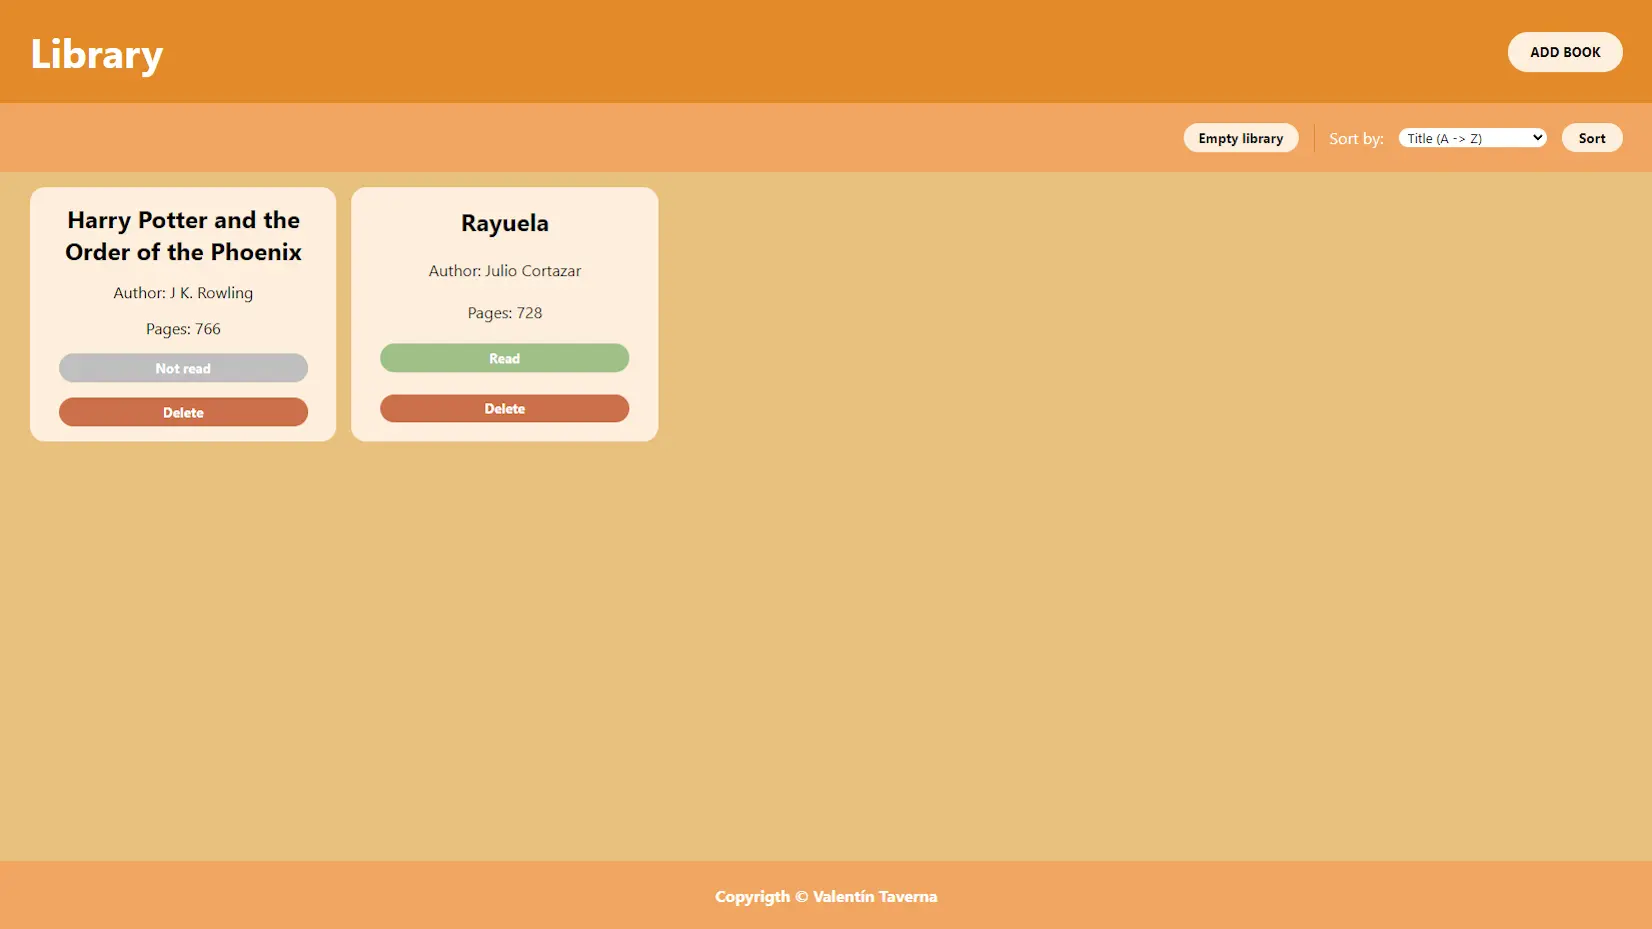 Library
ADD BOOK
Empty library
Sort by:
Title (A -> Z)
Sort
Harry Potter and the
Order of the Phoenix
Author: J K. Rowling
Pages: 766
Not read
Delete
Rayuela
Author: Julio Cortazar
Pages: 728
Read
Delete
Copyrigth © Valentín Taverna